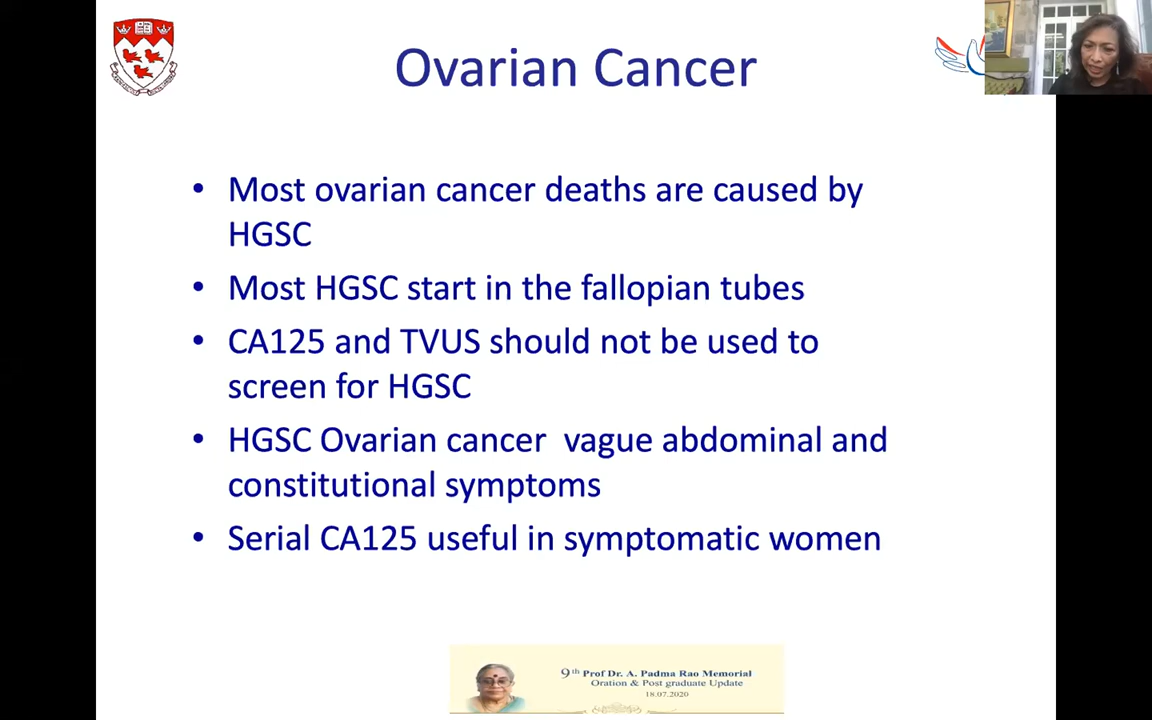 Ovarian Cancer
• Most ovarian cancer deaths are caused by
HGSC
• Most HGSC start in the fallopian tubes
• CA125 and TVUS should not be used to
screen for HGSC
• HGSC Ovarian cancer  vague abdominal and
constitutional symptoms
• Serial CA125 useful in symptomatic women
9th Prof Dr. A. Padma Rao Memorial
Oration & Post graduate Update
18.07.2020